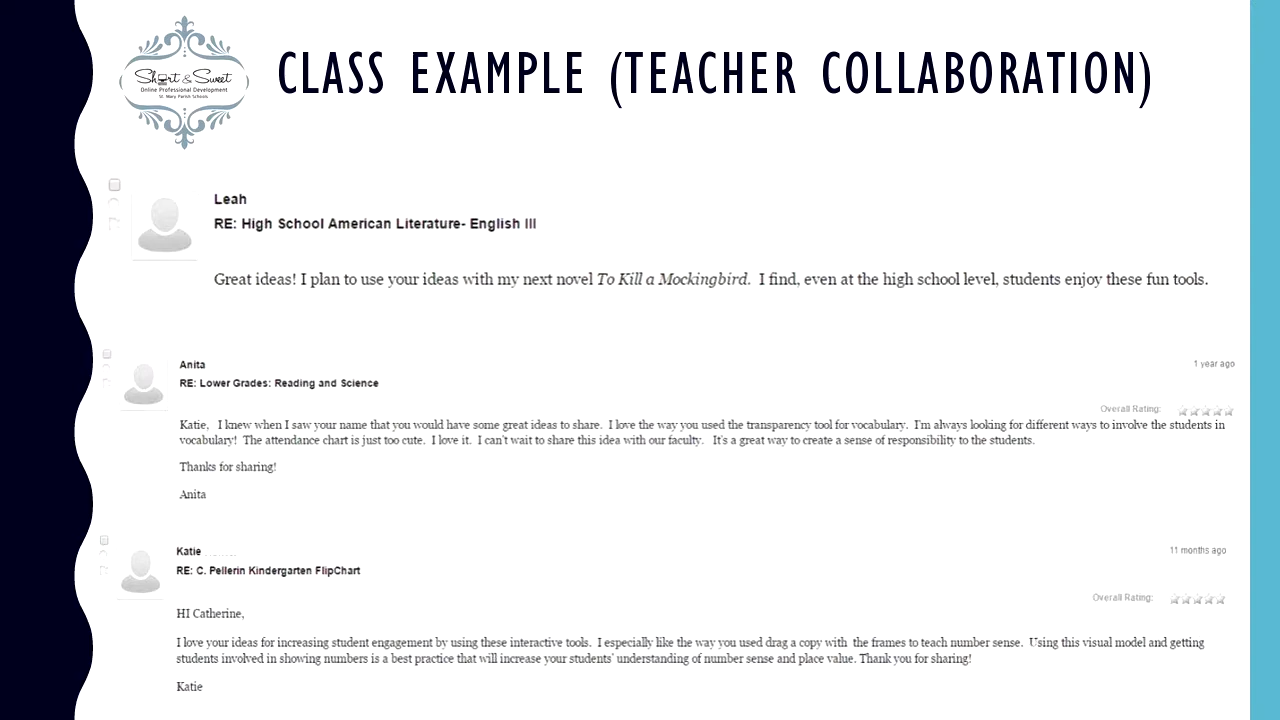 Short & Sweet
Online Professional Development
St. Mary Parish Schools
CLASS EXAMPLE (TEACHER COLLABORATION)
Leah
RE: High School American Literature- English III
Great ideas! I plan to use your ideas with my next novel To Kill a Mockingbird.  I find, even at the high school level, students enjoy these fun tools.
Anita
1 year ago
RE: Lower Grades: Reading and Science
Overall Rating:
Katie,   I knew when I saw your name that you would have some great ideas to share.  I love the way you used the transparency tool for vocabulary.  I'm always looking for different ways to involve the students in
vocabulary!  The attendance chart is just too cute.  I love it.  I can't wait to share this idea with our faculty.   It's a great way to create a sense of responsibility to the students.
Thanks for sharing!
Anita
Katie
11 months ago
RE: C. Pellerin Kindergarten FlipChart
Overall Rating:
HI Catherine,
I love your ideas for increasing student engagement by using these interactive tools.  I especially like the way you used drag a copy with  the frames to teach number sense.  Using this visual model and getting
students involved in showing numbers is a best practice that will increase your students' understanding of number sense and place value. Thank you for sharing!
Katie